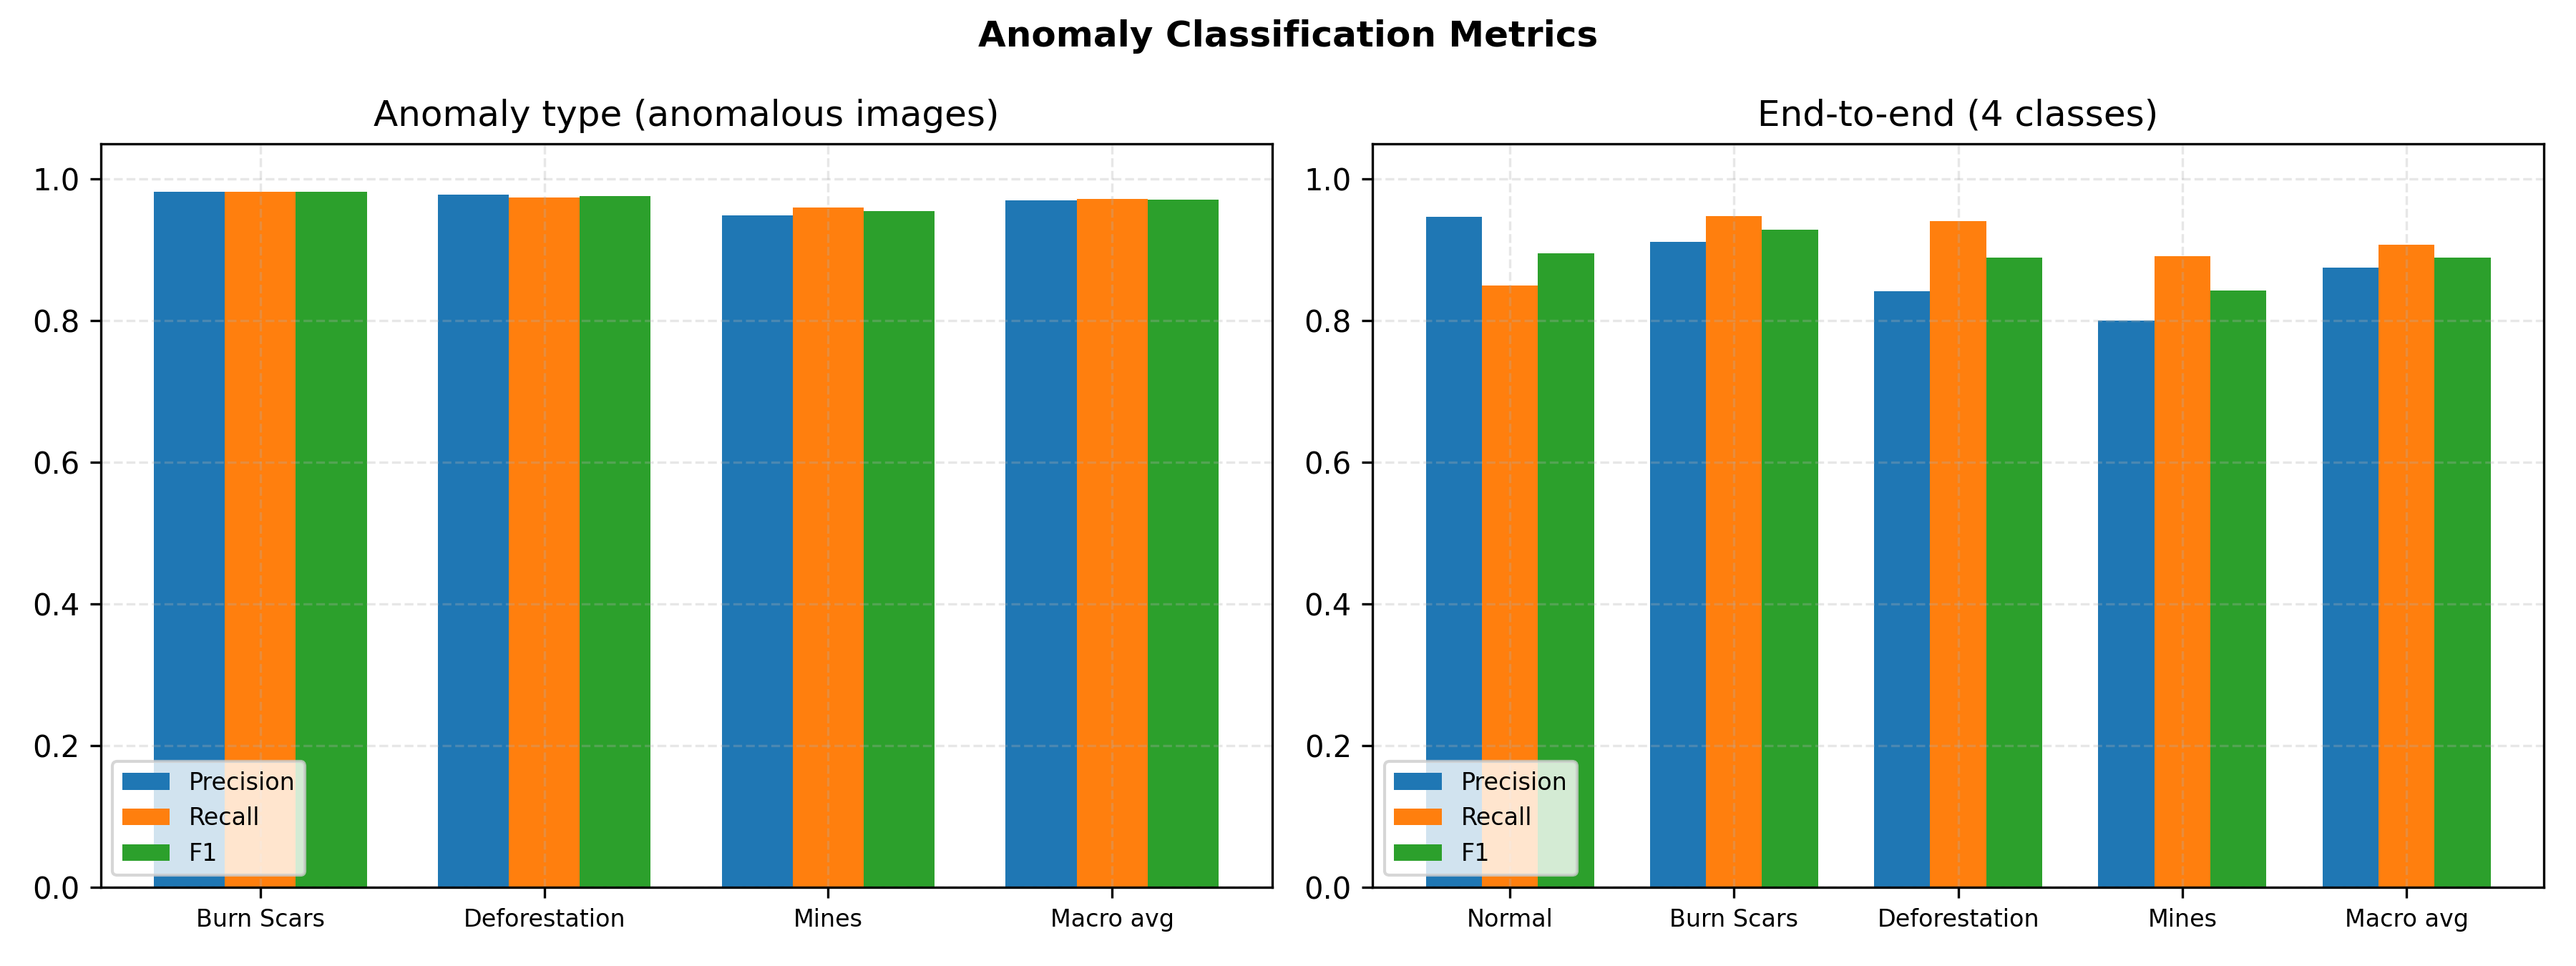 Anomaly Classification Metrics
Anomaly type (anomalous images)
1.0
0.8
0.6
0.4
0.2
0.0
Precision
Recall
F1
Burn Scars Deforestation Mines Macro avg
End-to-end (4 classes)
1.0
0.8
0.6
0.4
0.2
0.0
Precision
Recall
F1
Normal Burn Scars Deforestation Mines Macro avg